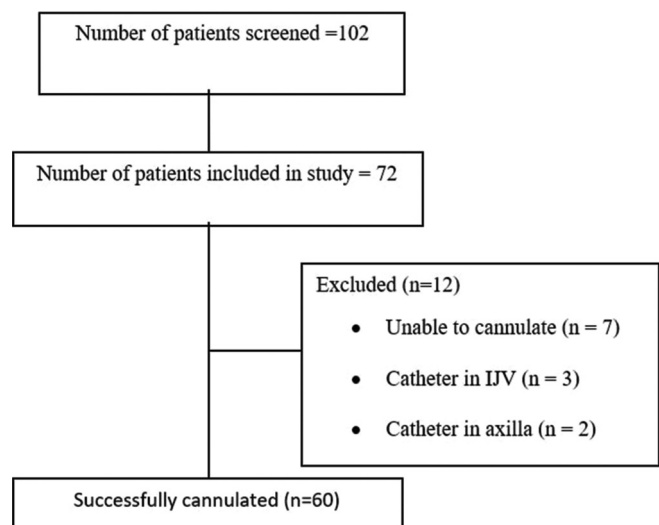 Number of patients screened =102
Number of patients included in study = 72
Excluded (n=12)
• Unable to cannulate (n = 7)
• Catheter in IJV (n = 3)
• Catheter in axilla (n = 2)
Successfully cannulated (n=60)